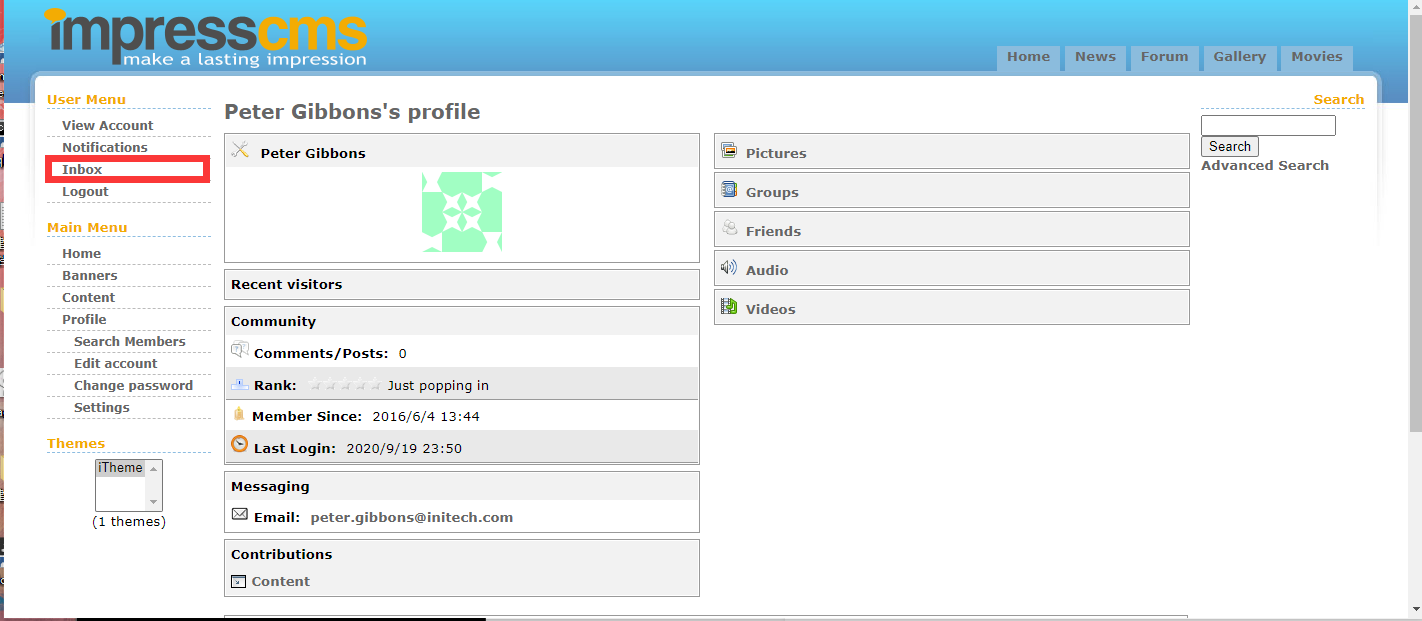 impresscms
make a lasting impression
Home News Forum Gallery Movies
User Menu
View Account
Notifications
Inbox
Logout
Main Menu
Home
Banners
Content
Profile
Search Members
Edit account
Change password
Settings
Themes
iTheme
(1 themes)
Peter Gibbons's profile
Peter Gibbons
Recent visitors
Community
Comments/Posts: 0
Rank: Just popping in
Member Since: 2016/6/4 13:44
Last Login: 2020/9/19 23:50
Messaging
Email: peter.gibbons@initech.com
Contributions
Content
Pictures
Groups
Friends
Audio
Videos
Search
Search
Advanced Search